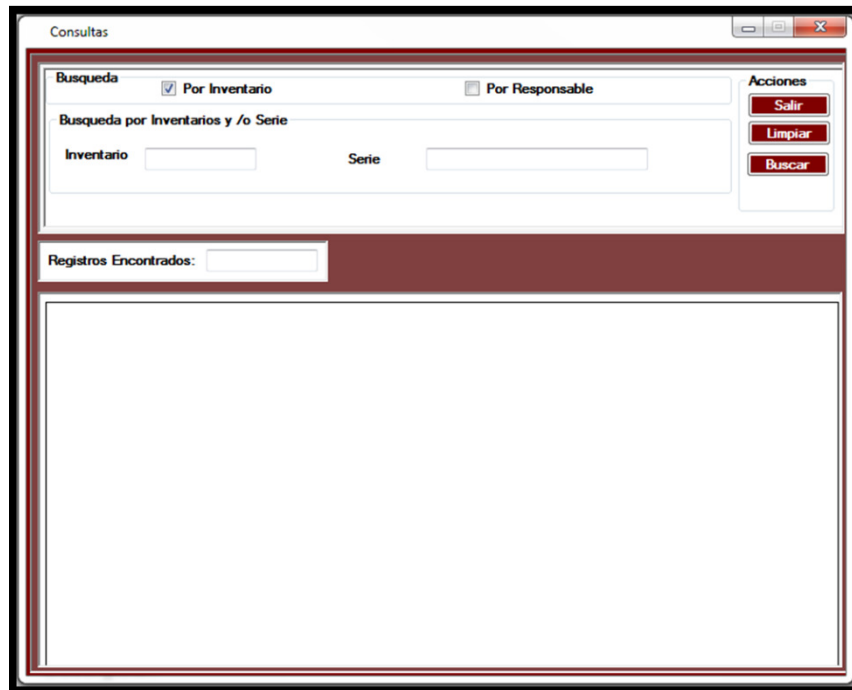 Consultas
Busqueda
Por Inventario
Por Responsable
Acciones
Salir
Busqueda por Inventarios y /o Serie
Limpiar
Inventario
Serie
Buscar
Registros Encontrados: